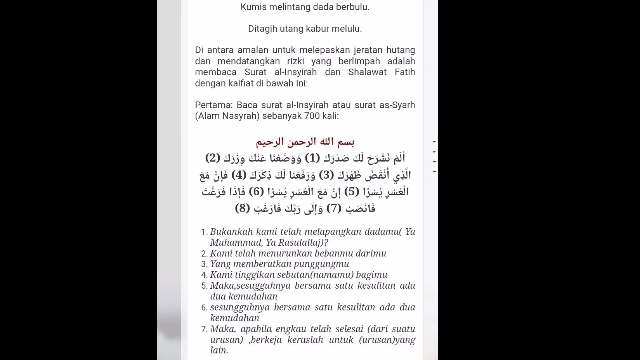 Kumis melintang dada berbulu.
Ditagih utang kabur melulu.
Di antara amalan untuk melepaskan jeratan hutang
dan mendatangkan rizki yang berlimpah adalah
membaca Surat al-Insyirah dan Shalawat Fatih
dengan kaifiat di bawah ini:
Pertama: Baca surat al-Insyirah atau surat as-Syarh
(Alam Nasyrah) sebanyak 700 kali:
بسم الله الرحمن الرحيم
أَلَمْ نَشْرَحْ لَكَ صَدْرَكَ (1) وَوَضَعْنَا عَنْكَ وِزْرَكَ (2)
الَّذِي أَنْقَضَ ظَهْرَكَ (3) وَرَفَعْنَا لَكَ ذِكْرَكَ (4) فَإِنَّ مَعَ
الْعُسْرِ يُسْرًا (5) إِنَّ مَعَ الْعُسْرِ يُسْرًا (6) فَإِذَا فَرَغْتَ
فَانْصَبْ (7) وَإِلَى رَبِّكَ فَارْغَبْ (8)
1. Bukankah kami telah melapangkan dadamu( Ya
Muhammad, Ya Rasulallaj)?
2. Kami telah menurunkan bebanmu darimu
3. Yang memberatkan punggungmu
4. Kami tinggikan sebutan(namamu) bagimu
5. Maka,sesugguhnya bersama satu kesulitan ada
dua kemudahan
6. sesungguhnya bersama satu kesulitan ada dua
kemudahan
7. Maka, apabila engkau telah selesai (dari suatu
urusan) ,berkeja keraslah untuk (urusan)yang
lain.